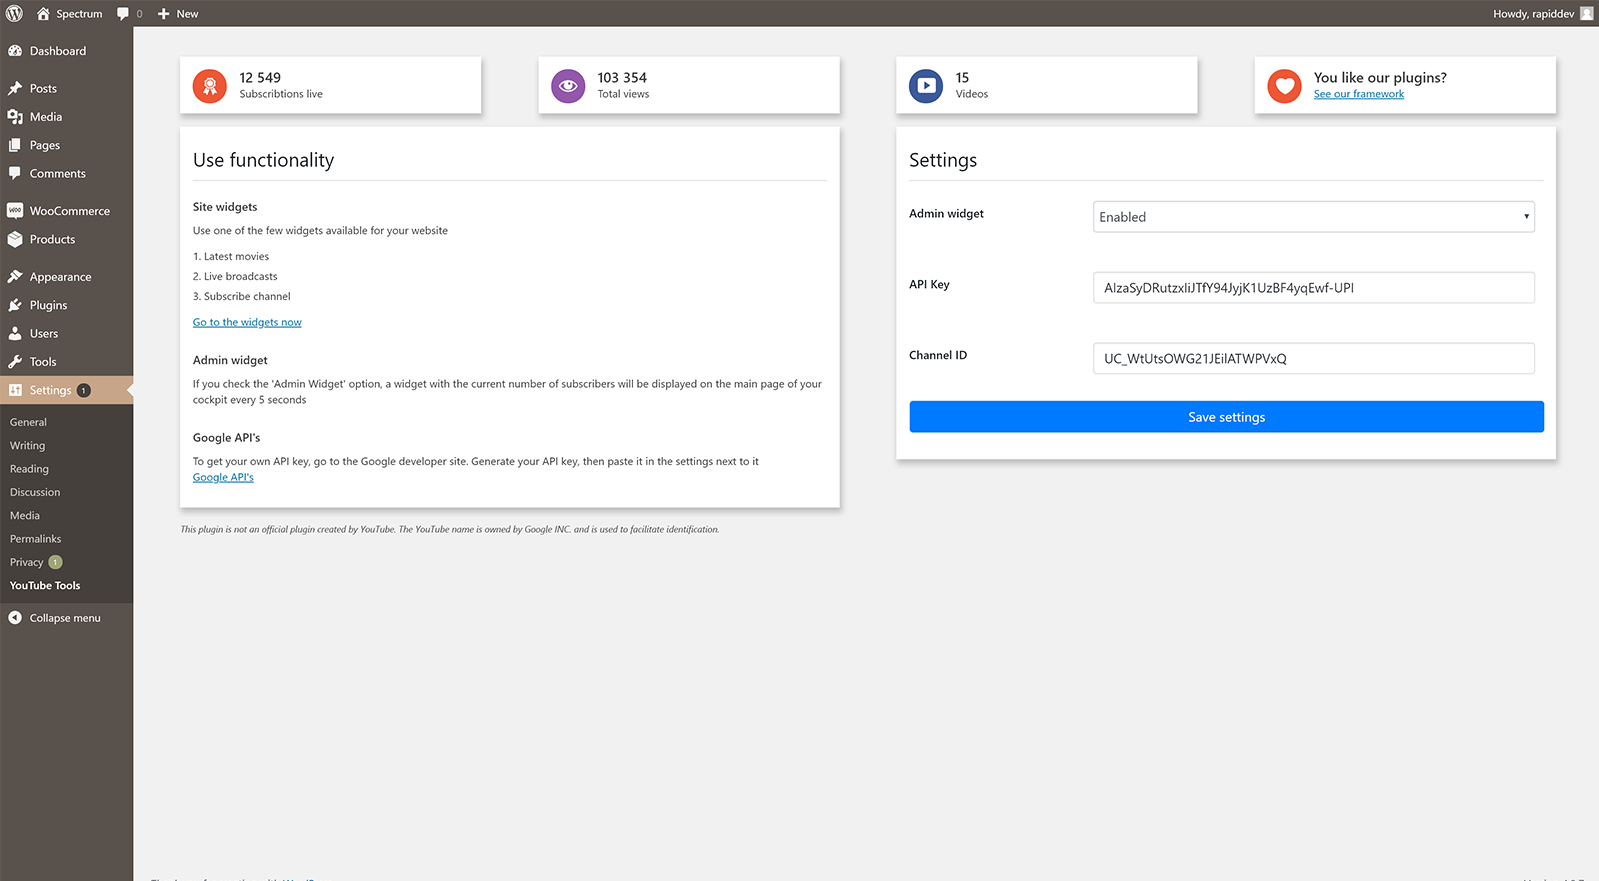 Spectrum 0 New Howdy, rapiddev
Dashboard
Posts
Media
Pages
Comments
WooCommerce
Products
Appearance
Plugins
Users
Tools
Settings 1
General
Writing
Reading
Discussion
Media
Permalinks
Privacy 1
YouTube Tools
Collapse menu
12 549
Subscribtions live
103 354
Total views
15
Videos
You like our plugins?
See our framework
Use functionality
Site widgets
Use one of the few widgets available for your website
1. Latest movies
2. Live broadcasts
3. Subscribe channel
Go to the widgets now
Admin widget
If you check the 'Admin Widget' option, a widget with the current number of subscribers will be displayed on the main page of your
cockpit every 5 seconds
Google API's
To get your own API key, go to the Google developer site. Generate your API key, then paste it in the settings next to it
Google API's
This plugin is not an official plugin created by YouTube. The YouTube name is owned by Google INC. and is used to facilitate identification.
Settings
Admin widget Enabled
API Key AIzaSyDRutzxIiJTfY94JyjK1UzBF4yqEwf-UPI
Channel ID UC_WtUtsOWG21JEilATWPVxQ
Save settings